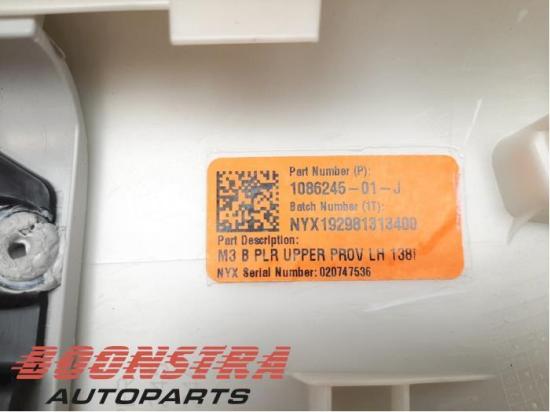 Part Number (P):
1086245-01-J
Batch Number (1T):
NYX192981313400
Part Description:
M3 B PLR UPPER PROV LH 138!
NYX Serial Number: 020747536
BOONSTRA
AUTOPARTS